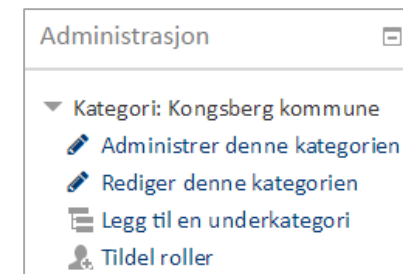 Administrasjon
Kategori: Kongsberg kommune
Administrer denne kategorien
Rediger denne kategorien
Legg til en underkategori
Tildel roller